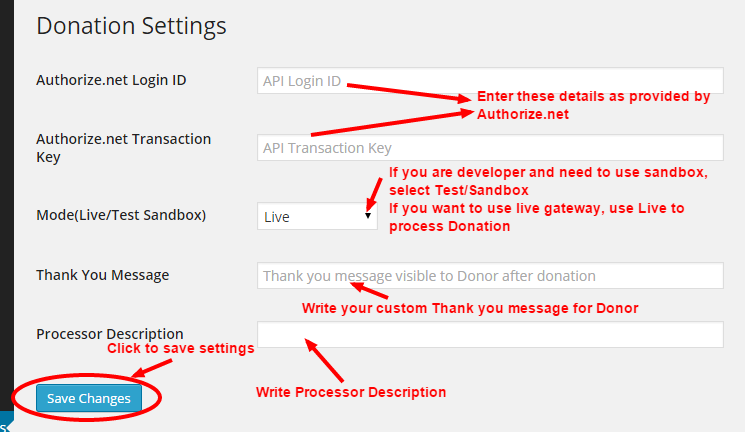 Donation Settings
Authorize.net Login ID
API Login ID
Enter these details as provided by
Authorize.net
Authorize.net Transaction
Key
API Transaction Key
If you are developer and need to use sandbox,
select Test/Sandbox
If you want to use live gateway, use Live to
process Donation
Mode(Live/Test Sandbox)
Live
Thank You Message
Thank you message visible to Donor after donation
Write your custom Thank you message for Donor
Processor Description
Click to save settings
Write Processor Description
Save Changes
s